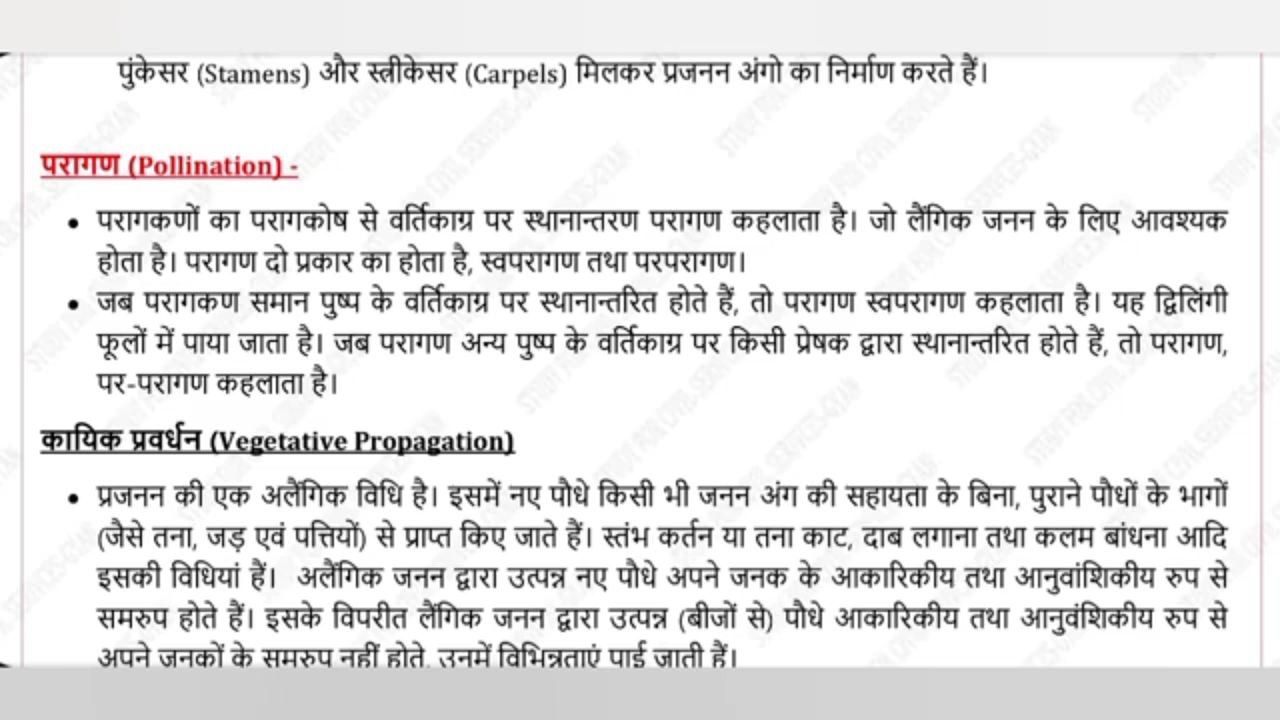 पुंकेसर (Stamens) और स्त्रीकेसर (Carpels) मिलकर प्रजनन अंगो का निर्माण करते हैं।
परागण (Pollination) -
• परागकणों का परागकोष से वर्तिकाग्र पर स्थानान्तरण परागण कहलाता है। जो लैंगिक जनन के लिए आवश्यक
होता है। परागण दो प्रकार का होता है, स्वपरागण तथा परपरागण।
• जब परागकण समान पुष्प के वर्तिकाग्र पर स्थानान्तरित होते हैं, तो परागण स्वपरागण कहलाता है। यह द्विलिंगी
फूलों में पाया जाता है। जब परागण अन्य पुष्प के वर्तिकाग्र पर किसी प्रेषक द्वारा स्थानान्तरित होते हैं, तो परागण,
पर-परागण कहलाता है।
कायिक प्रवर्धन (Vegetative Propagation)
• प्रजनन की एक अलैंगिक विधि है। इसमें नए पौधे किसी भी जनन अंग की सहायता के बिना, पुराने पौधों के भागों
(जैसे तना, जड़ एवं पत्तियों) से प्राप्त किए जाते हैं। स्तंभ कर्तन या तना काट, दाब लगाना तथा कलम बांधना आदि
इसकी विधियां हैं। अलैंगिक जनन द्वारा उत्पन्न नए पौधे अपने जनक के आकारिकीय तथा आनुवांशिकीय रुप से
समरुप होते हैं। इसके विपरीत लैंगिक जनन द्वारा उत्पन्न (बीजों से) पौधे आकारिकीय तथा आनुवंशिकीय रुप से
अपने जनकों के समरुप नहीं होते, उनमें विभिन्नताएं पाई जाती हैं।